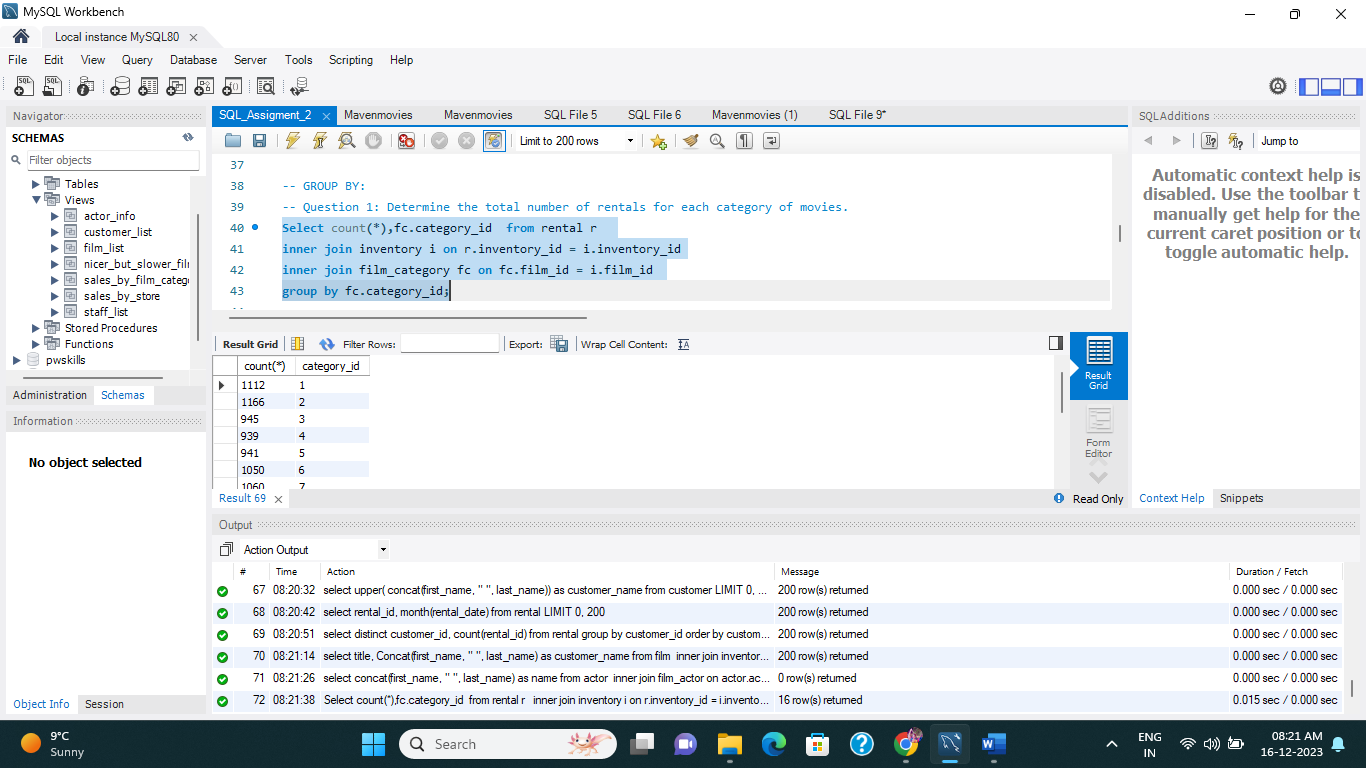 MySQL Workbench
Local instance MySQL80
File Edit View Query Database Server Tools Scripting Help
Navigator
SCHEMAS
Filter objects
Tables
Views
actor_info
customer_list
film_list
nicer_but_slower_film
sales_by_film_catego
sales_by_store
staff_list
Stored Procedures
Functions
pwskills
Administration Schemas
Information
No object selected
Object Info Session
SQL_Assigment_2 Mavenmovies Mavenmovies SQL File 5 SQL File 6 Mavenmovies (1) SQL File 9*
Limit to 200 rows
37
38 -- GROUP BY:
39 -- Question 1: Determine the total number of rentals for each category of movies.
40 Select count(*),fc.category_id from rental r
41 inner join inventory i on r.inventory_id = i.inventory_id
42 inner join film_category fc on fc.film_id = i.film_id
43 group by fc.category_id;
Result Grid Filter Rows: Export: Wrap Cell Content:
count(*) category_id
1112 1
1166 2
945 3
939 4
941 5
1050 6
1060 7
Result Grid
Form Editor
Result 69
Read Only
SQLAdditions
Jump to
Automatic context help is
disabled. Use the toolbar t
manually get help for the
current caret position or to
toggle automatic help.
Context Help Snippets
Output
Action Output
# Time Action Message Duration / Fetch
67 08:20:32 select upper( concat(first_name, " ", last_name)) as customer_name from customer LIMIT 0, ... 200 row(s) returned 0.000 sec / 0.000 sec
68 08:20:42 select rental_id, month(rental_date) from rental LIMIT 0, 200 200 row(s) returned 0.000 sec / 0.000 sec
69 08:20:51 select distinct customer_id, count(rental_id) from rental group by customer_id order by custom... 200 row(s) returned 0.000 sec / 0.000 sec
70 08:21:14 select title, Concat(first_name, " ", last_name) as customer_name from film inner join inventor... 200 row(s) returned 0.000 sec / 0.000 sec
71 08:21:26 select concat(first_name, " ", last_name) as name from actor inner join film_actor on actor.ac... 0 row(s) returned 0.000 sec / 0.000 sec
72 08:21:38 Select count(*),fc.category_id from rental r inner join inventory i on r.inventory_id = i.invento... 16 row(s) returned 0.015 sec / 0.000 sec
9°C
Sunny
Search
ENG
IN
08:21 AM
16-12-2023